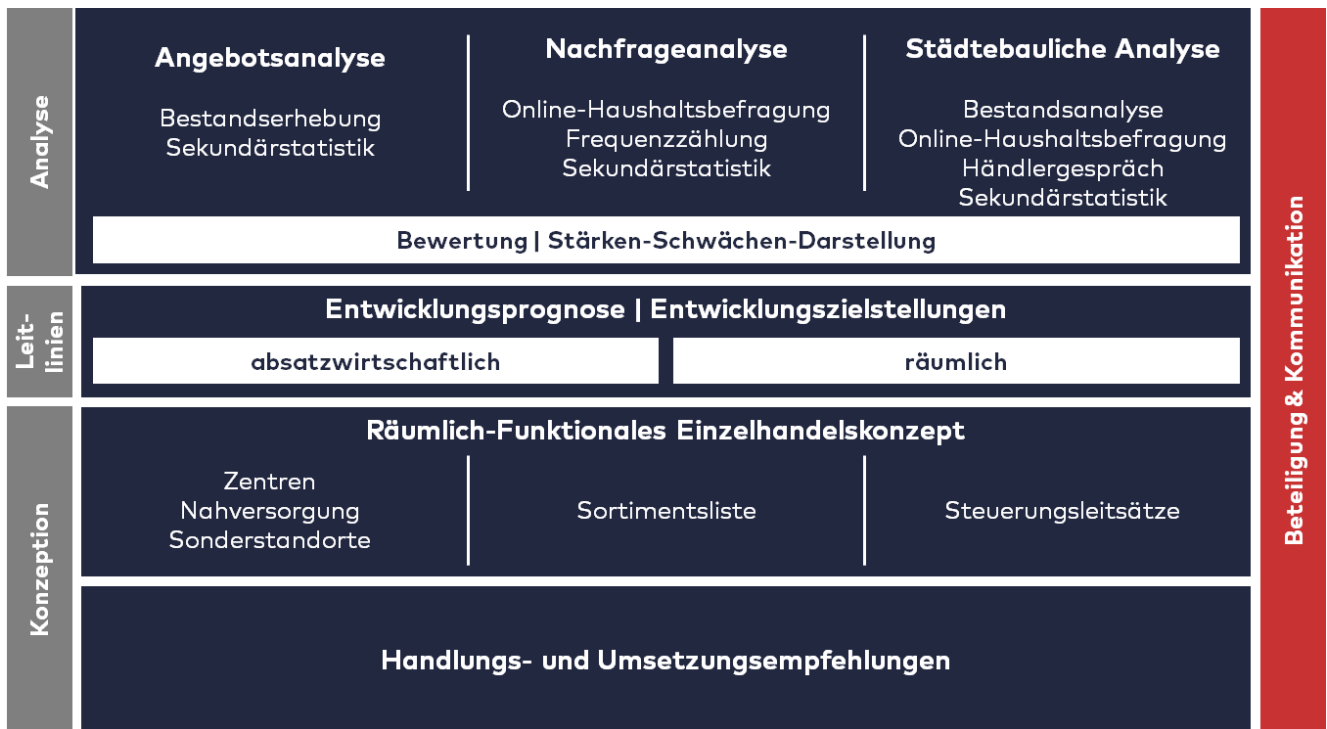 Analyse
Angebotsanalyse
Bestandserhebung
Sekundärstatistik
Nachfrageanalyse
Online-Haushaltsbefragung
Frequenzzählung
Sekundärstatistik
Städtebauliche Analyse
Bestandsanalyse
Online-Haushaltsbefragung
Händlergespräch
Sekundärstatistik
Bewertung | Stärken-Schwächen-Darstellung
Leit-
linien
Entwicklungsprognose | Entwicklungszielstellungen
absatzwirtschaftlich
räumlich
Konzeption
Räumlich-Funktionales Einzelhandelskonzept
Zentren
Nahversorgung
Sonderstandorte
Sortimentsliste
Steuerungsleitsätze
Handlungs- und Umsetzungsempfehlungen
Beteiligung & Kommunikation